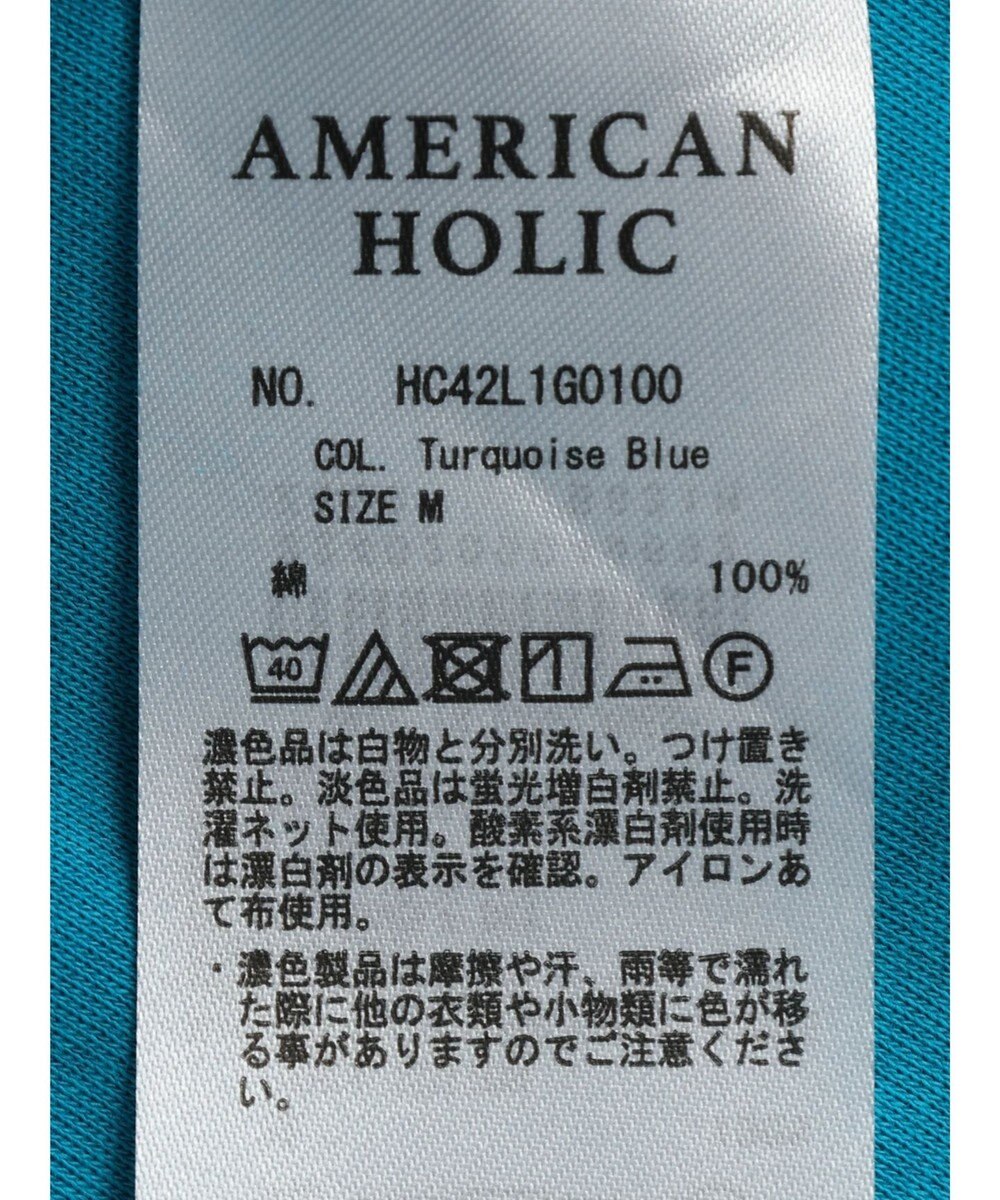 AMERICAN
HOLIC
NO. HC42L1G0100
COL. Turquoise Blue
SIZE M
綿 100%
40 F
濃色品は白物と分別洗い。つけ置き
禁止。淡色品は蛍光増白剤禁止。洗
濯ネット使用。酸素系漂白剤使用時
は漂白剤の表示を確認。アイロンあ
て布使用。
・濃色製品は摩擦や汗、雨等で濡れ
た際に他の衣類や小物類に色が移
る事がありますのでご注意くださ
い。